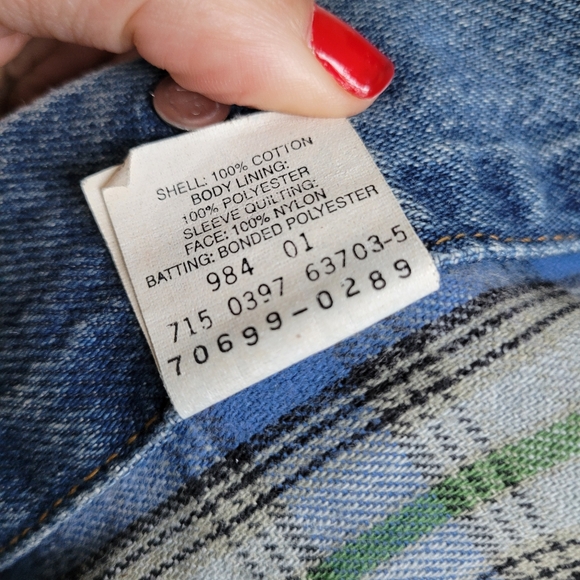 SHELL: 100% COTTON
BODY LINING:
100% POLYESTER
SLEEVE QUILTING:
FACE: 100% NYLON
BATTING: BONDED POLYESTER
984 01
715 0397 63703-5
70699-0289